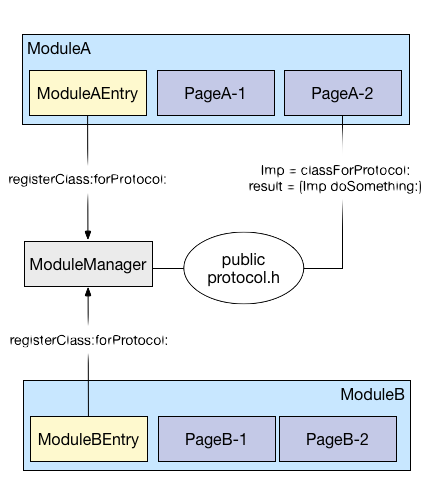 ModuleA
ModuleAEntry
PageA-1
PageA-2
registerClass:forProtocol:
Imp = classForProtocol:
result = [Imp doSomething:]
ModuleManager
public
protocol.h
registerClass:forProtocol:
ModuleB
ModuleBEntry
PageB-1
PageB-2